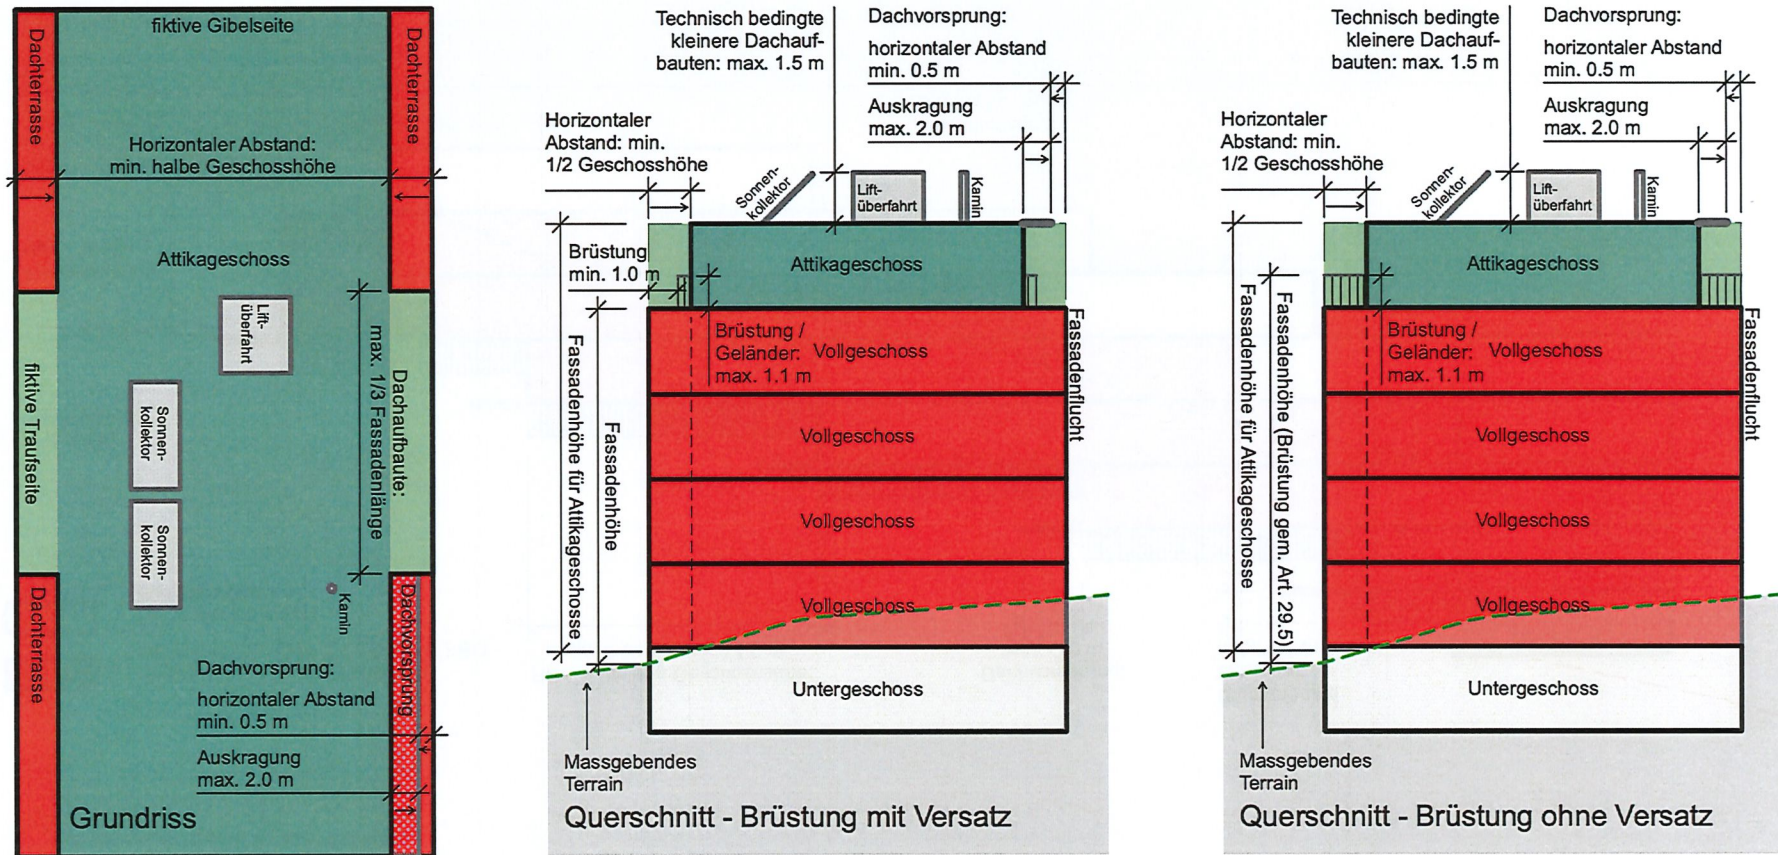 fiktive Gibelseite
Dachterrasse
Dachterrasse
Horizontaler Abstand:
min. halbe Geschosshöhe
Attikageschoss
Lift-
überfahrt
max. 1/3 Fassadenlänge
Dachaufbaute:
fiktive Traufseite
Sonnen-
kollektor
Sonnen-
kollektor
Kamin
Dachterrasse
Dachvorsprung
Dachvorsprung:
horizontaler Abstand
min. 0.5 m
Auskragung
max. 2.0 m
Grundriss
Technisch bedingte
kleinere Dachauf-
bauten: max. 1.5 m
Dachvorsprung:
horizontaler Abstand
min. 0.5 m
Auskragung
max. 2.0 m
Horizontaler
Abstand: min.
1/2 Geschosshöhe
Sonnen-
kollektor
Lift-
überfahrt
Kamin
Brüstung
min. 1.0 m
Attikageschoss
Brüstung /
Geländer:
max. 1.1 m
Vollgeschoss
Vollgeschoss
Vollgeschoss
Vollgeschoss
Untergeschoss
Fassadenhöhe für Attikageschosse
Fassadenhöhe
Fassadenflucht
Massgebendes
Terrain
Querschnitt - Brüstung mit Versatz
Technisch bedingte
kleinere Dachauf-
bauten: max. 1.5 m
Dachvorsprung:
horizontaler Abstand
min. 0.5 m
Auskragung
max. 2.0 m
Horizontaler
Abstand: min.
1/2 Geschosshöhe
Sonnen-
kollektor
Lift-
überfahrt
Kamin
Attikageschoss
Brüstung /
Geländer:
max. 1.1 m
Vollgeschoss
Vollgeschoss
Vollgeschoss
Vollgeschoss
Untergeschoss
Fassadenhöhe für Attikageschosse
Fassadenhöhe (Brüstung gem. Art. 29.5)
Fassadenflucht
Massgebendes
Terrain
Querschnitt - Brüstung ohne Versatz